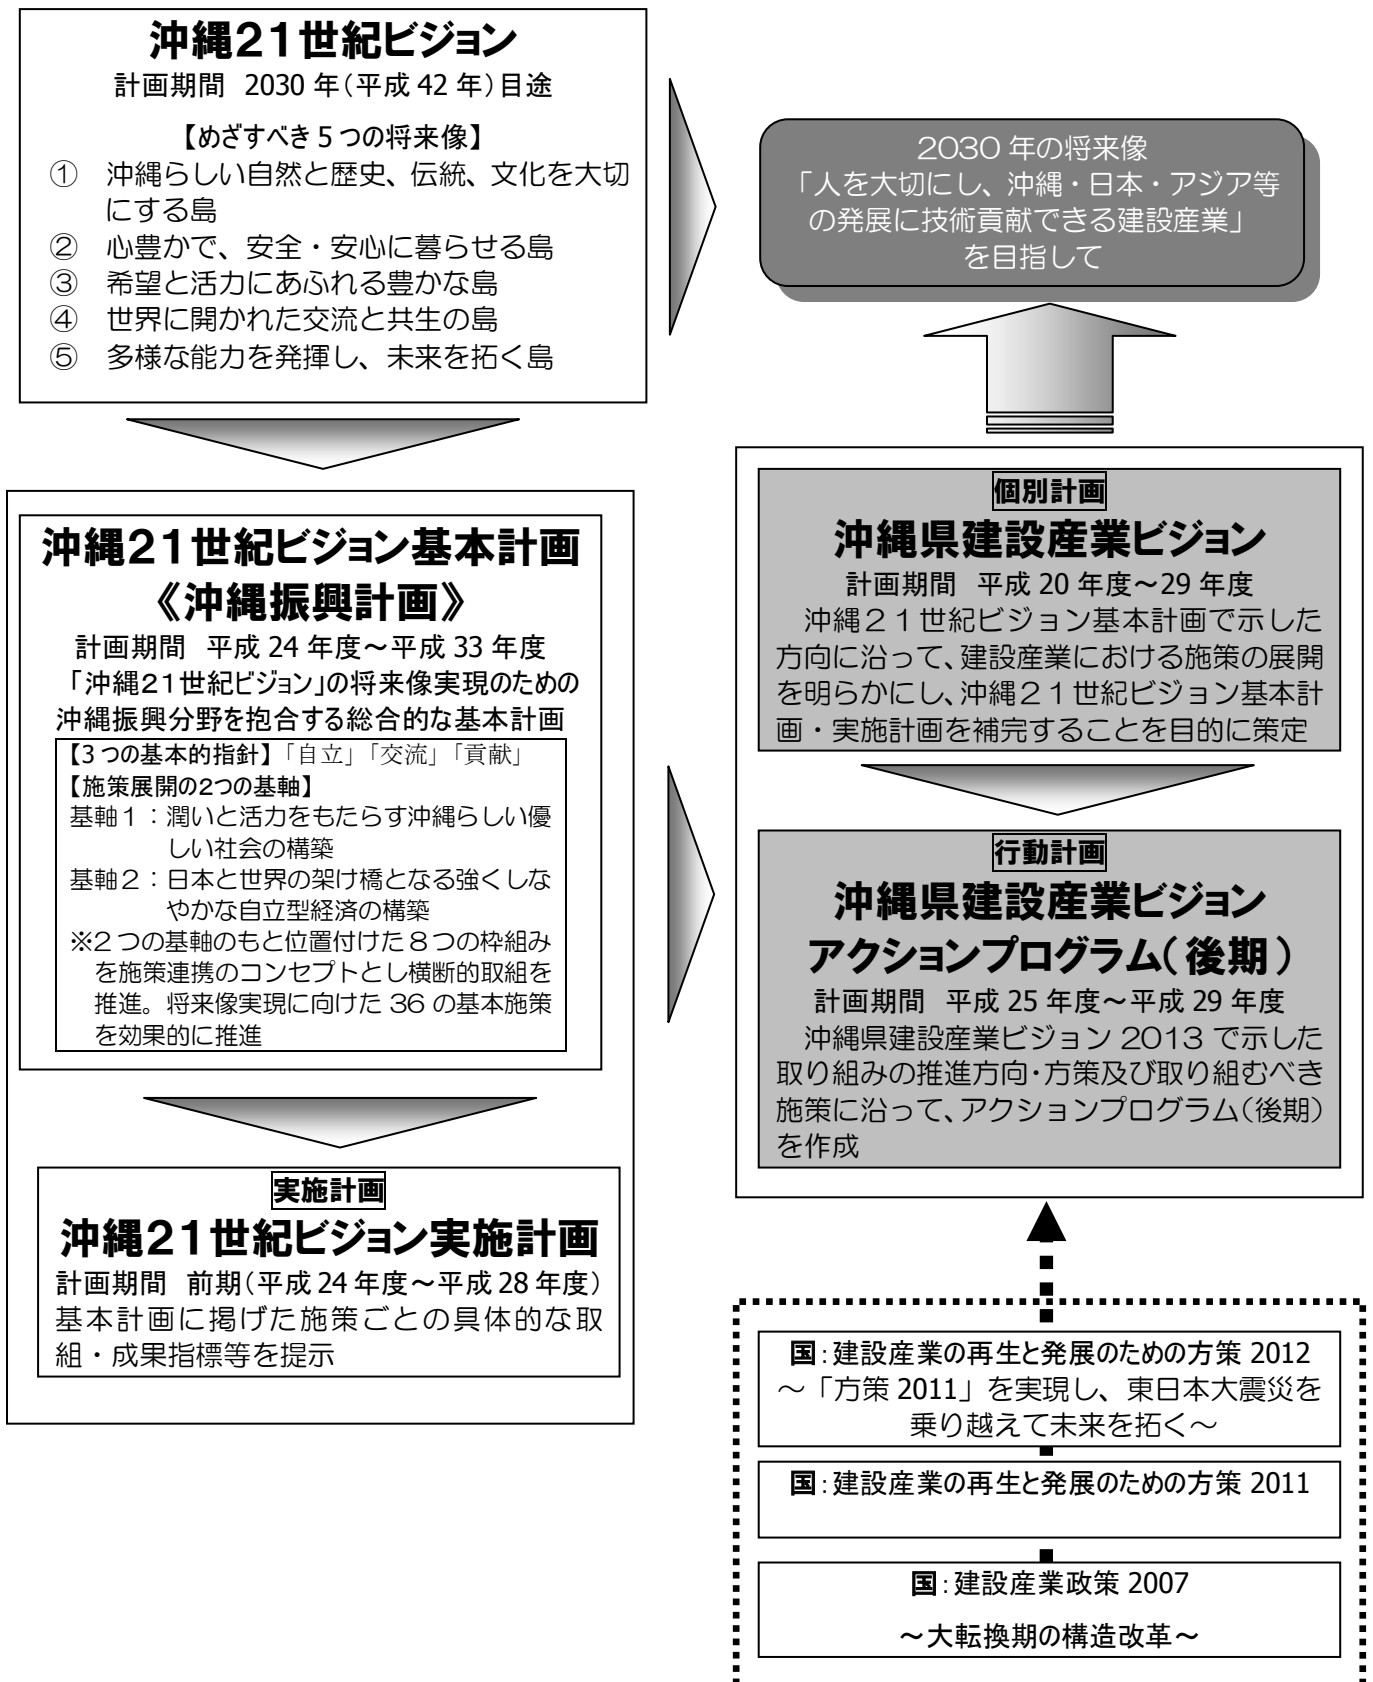 沖縄21世紀ビジョン
計画期間 2030年(平成42年)目途
【めざすべき5つの将来像】
① 沖縄らしい自然と歴史、伝統、文化を大切
にする島
② 心豊かで、安全・安心に暮らせる島
③ 希望と活力にあふれる豊かな島
④ 世界に開かれた交流と共生の島
⑤ 多様な能力を発揮し、未来を拓く島
2030年の将来像
「人を大切にし、沖縄・日本・アジア等
の発展に技術貢献できる建設産業」
を目指して
沖縄21世紀ビジョン基本計画
《沖縄振興計画》
計画期間 平成24年度～平成33年度
「沖縄21世紀ビジョン」の将来像実現のための
沖縄振興分野を抱合する総合的な基本計画
【3つの基本的指針】「自立」「交流」「貢献」
【施策展開の2つの基軸】
基軸1：潤いと活力をもたらす沖縄らしい優
しい社会の構築
基軸2：日本と世界の架け橋となる強くしな
やかな自立型経済の構築
※2つの基軸のもと位置付けた8つの枠組み
を施策連携のコンセプトとし横断的取組を
推進。将来像実現に向けた36の基本施策
を効果的に推進
実施計画
沖縄21世紀ビジョン実施計画
計画期間 前期(平成24年度～平成28年度)
基本計画に掲げた施策ごとの具体的な取
組・成果指標等を提示
個別計画
沖縄県建設産業ビジョン
計画期間 平成20年度～29年度
沖縄21世紀ビジョン基本計画で示した
方向に沿って、建設産業における施策の展開
を明らかにし、沖縄21世紀ビジョン基本計
画・実施計画を補完することを目的に策定
行動計画
沖縄県建設産業ビジョン
アクションプログラム(後期)
計画期間 平成25年度～平成29年度
沖縄県建設産業ビジョン2013で示した
取り組みの推進方向・方策及び取り組むべき
施策に沿って、アクションプログラム(後期)
を作成
国:建設産業の再生と発展のための方策 2012
～「方策2011」を実現し、東日本大震災を
乗り越えて未来を拓く～
国:建設産業の再生と発展のための方策 2011
国:建設産業政策 2007
～大転換期の構造改革～